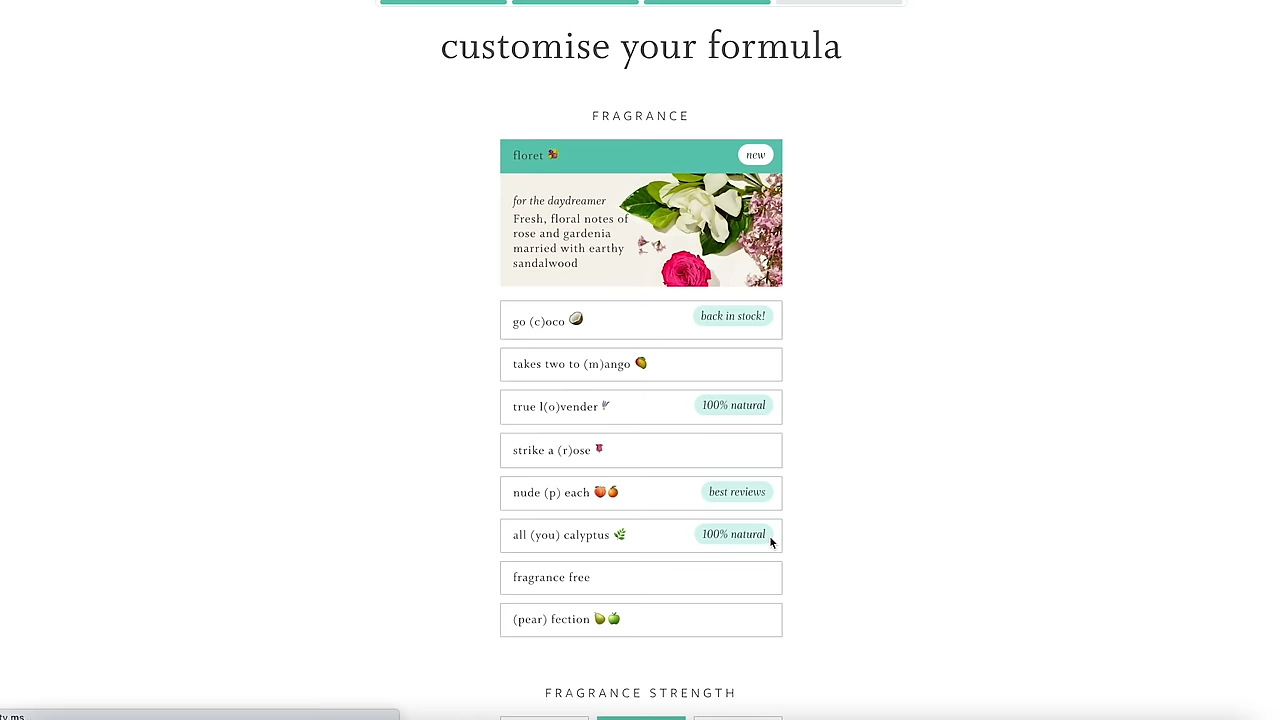 customise your formula
FRAGRANCE
floret
new
for the daydreamer
Fresh, floral notes of
rose and gardenia
married with earthy
sandalwood
go (c)oco
back in stock!
takes two to (m)ango
true l(o)vender
100% natural
strike a (r)ose
nude (p) each
best reviews
all (you) calyptus
100% natural
fragrance free
(pear) fection
FRAGRANCE STRENGTH